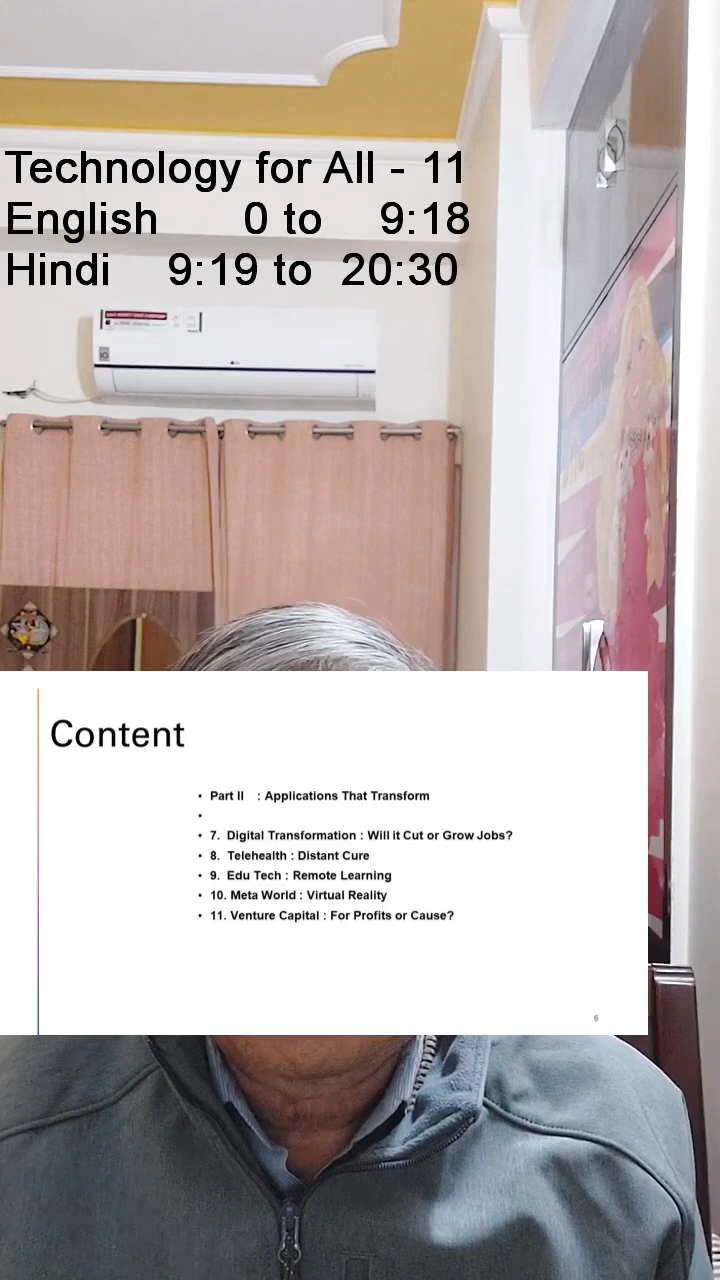 Technology for All - 11
English 0 to 9:18
Hindi 9:19 to 20:30
Content
• Part II : Applications That Transform
•
• 7. Digital Transformation : Will it Cut or Grow Jobs?
• 8. Telehealth : Distant Cure
• 9. Edu Tech : Remote Learning
• 10. Meta World : Virtual Reality
• 11. Venture Capital : For Profits or Cause?
6